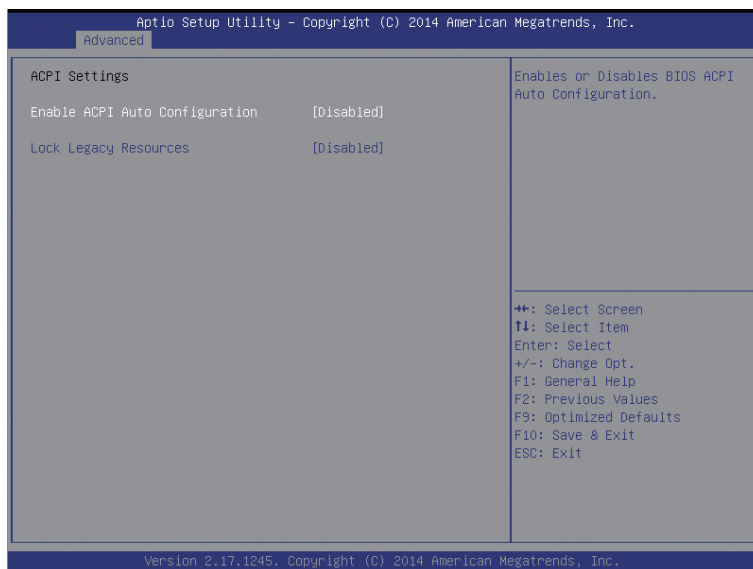 Aptio Setup Utility – Copyright (C) 2014 American Megatrends, Inc.
Advanced
ACPI Settings
Enable ACPI Auto Configuration [Disabled]
Lock Legacy Resources [Disabled]
Enables or Disables BIOS ACPI
Auto Configuration.
→←: Select Screen
↑↓: Select Item
Enter: Select
+/-: Change Opt.
F1: General Help
F2: Previous Values
F9: Optimized Defaults
F10: Save & Exit
ESC: Exit
Version 2.17.1245. Copyright (C) 2014 American Megatrends, Inc.